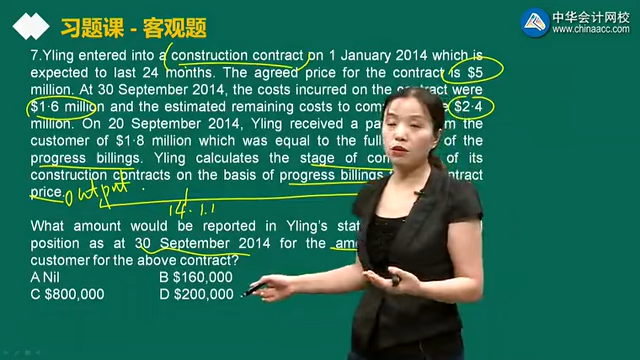 习题课 - 客观题
中华会计网校
www.chinaacc.com
7.Yling entered into a construction contract on 1 January 2014 which is
expected to last 24 months. The agreed price for the contract is $5
million. At 30 September 2014, the costs incurred on the contract were
$1·6 million and the estimated remaining costs to com $2·4
million. On 20 September 2014, Yling received a pa m the
customer of $1·8 million which was equal to the full of the
progress billings. Yling calculates the stage of co of its
construction contracts on the basis of progress billings ntract
price.
output
14.1.1
What amount would be reported in Yling's stat
position as at 30 September 2014 for the am
customer for the above contract?
A Nil B $160,000
C $800,000 D $200,000